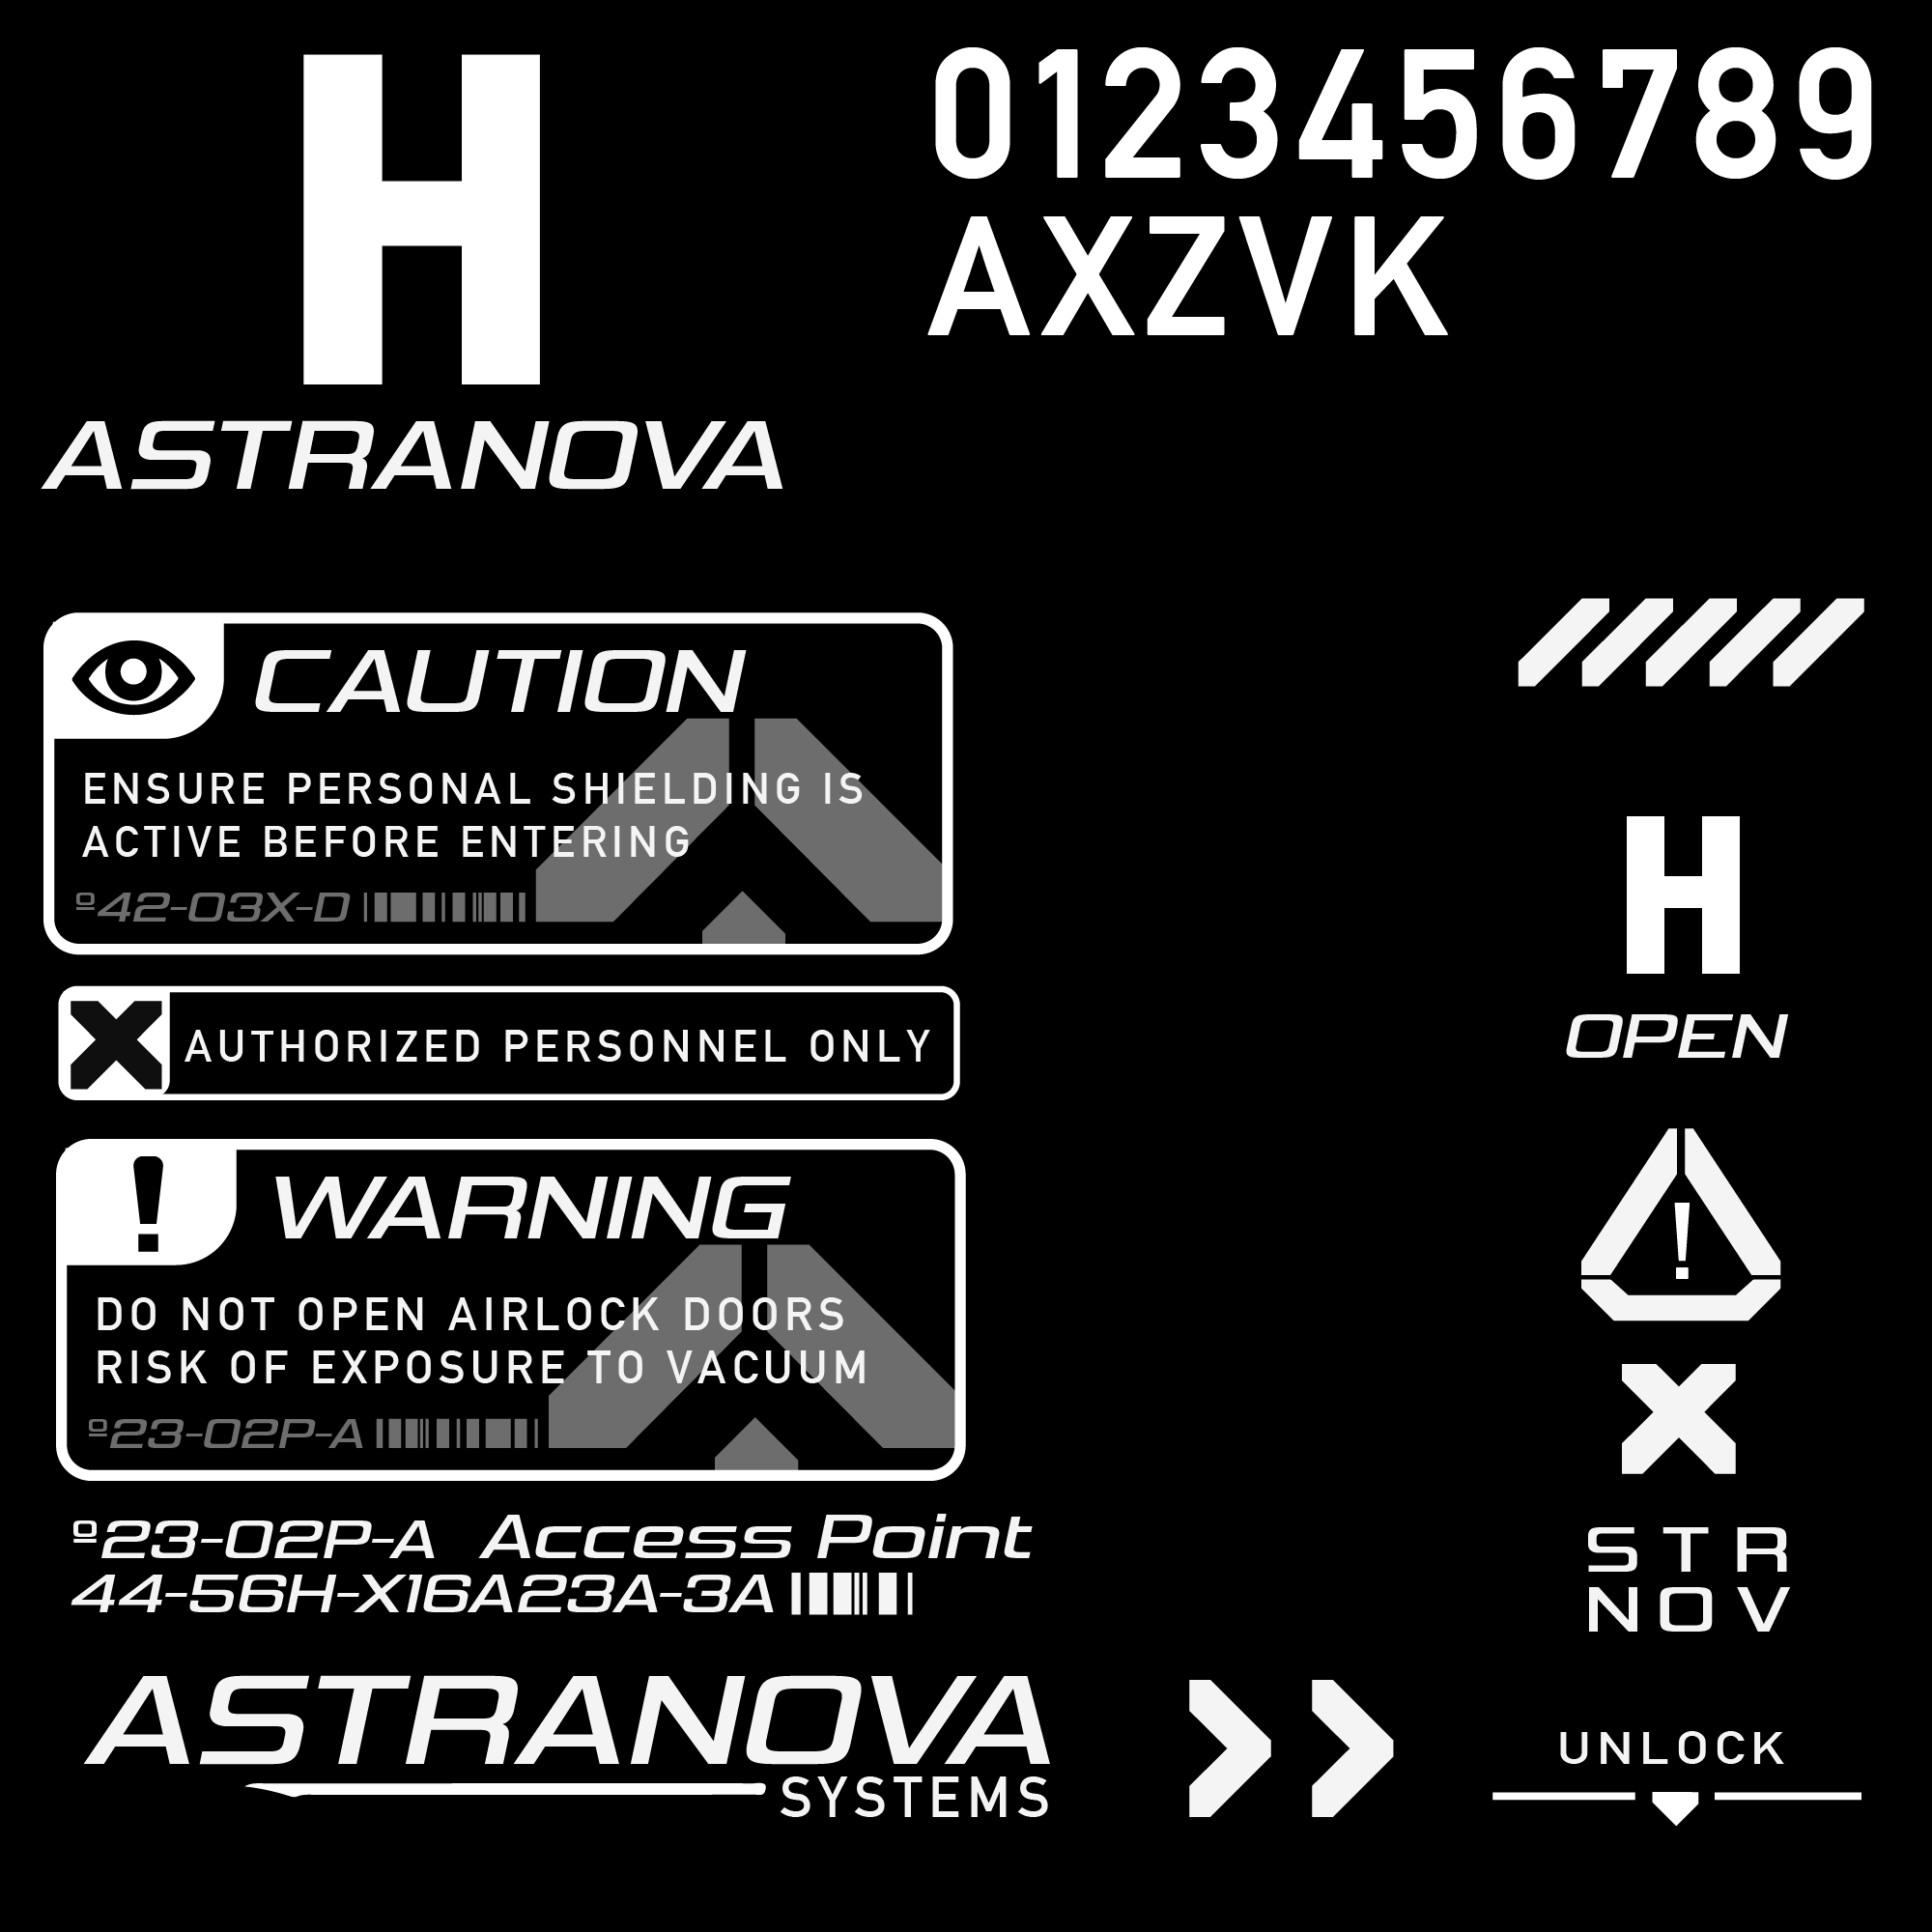 H
0123456789
AXZVK
ASTRANOVA
CAUTION
ENSURE PERSONAL SHIELDING IS
ACTIVE BEFORE ENTERING
º42-03X-D
H
OPEN
X AUTHORIZED PERSONNEL ONLY
! WARNING
DO NOT OPEN AIRLOCK DOORS
RISK OF EXPOSURE TO VACUUM
º23-02P-A
!
X
º23-02P-A Access Point
44-56H-X16A23A-3A
STR
NOV
ASTRANOVA
SYSTEMS
UNLOCK